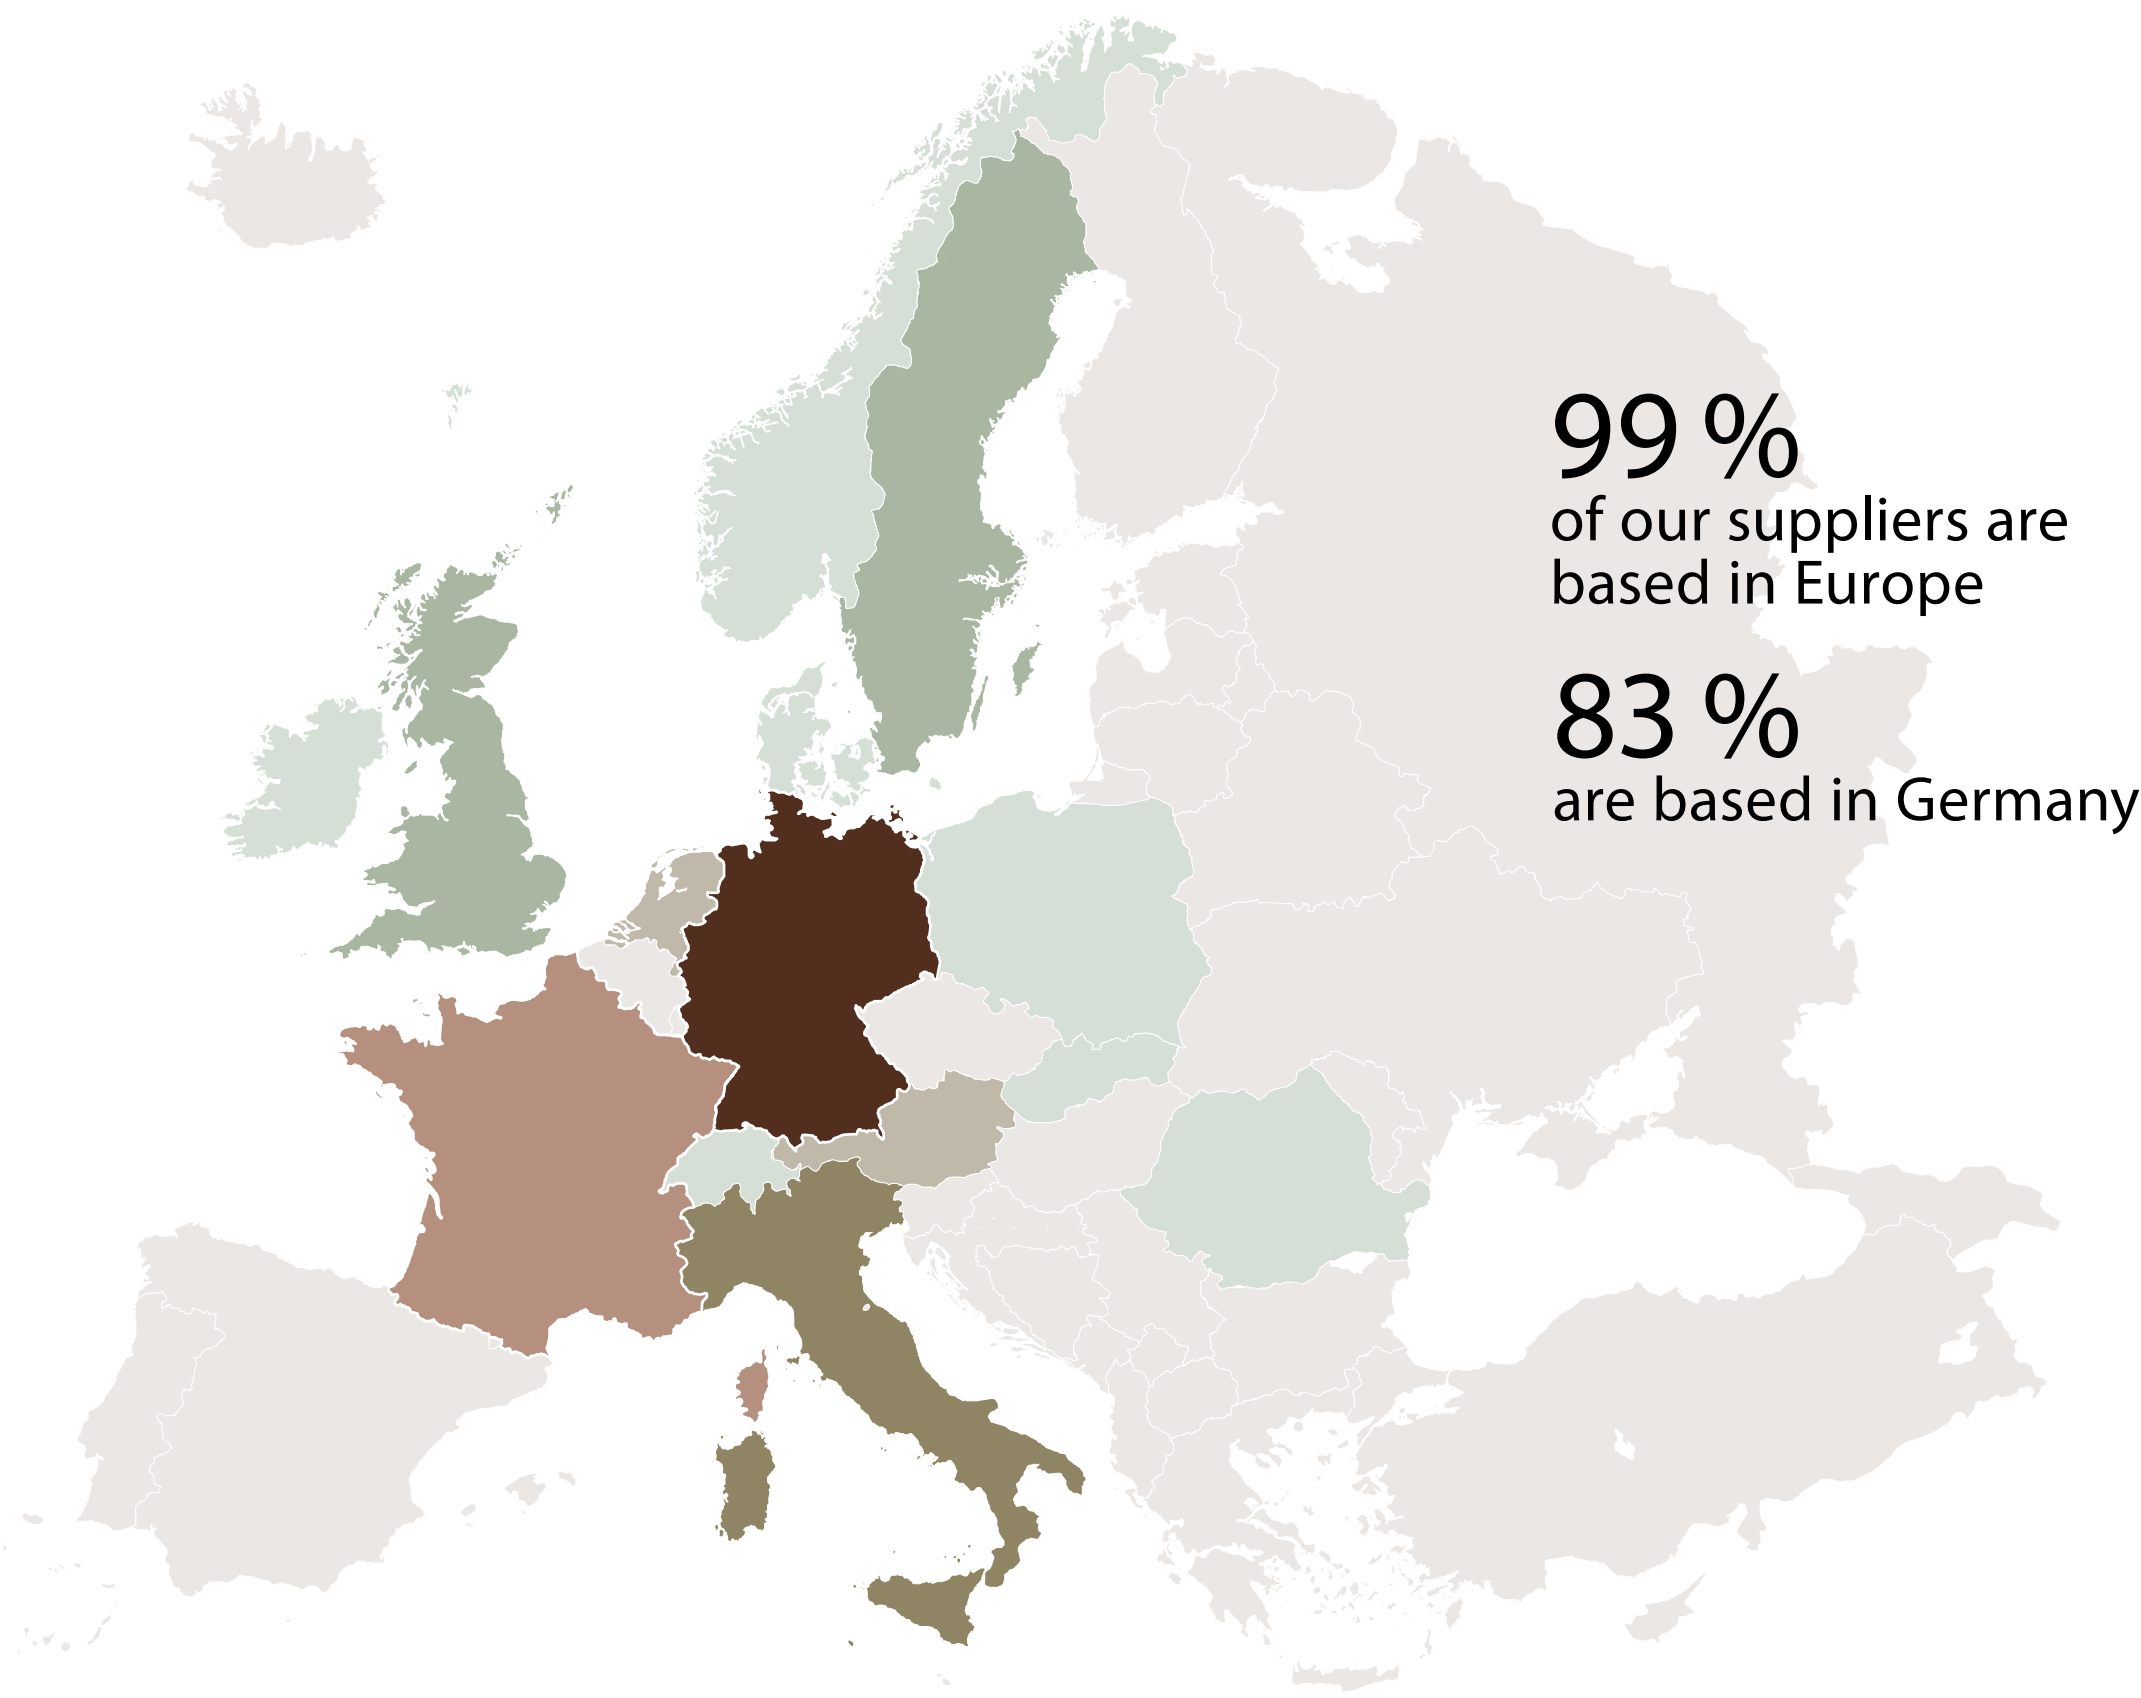 99 %
of our suppliers are
based in Europe
83 %
are based in Germany